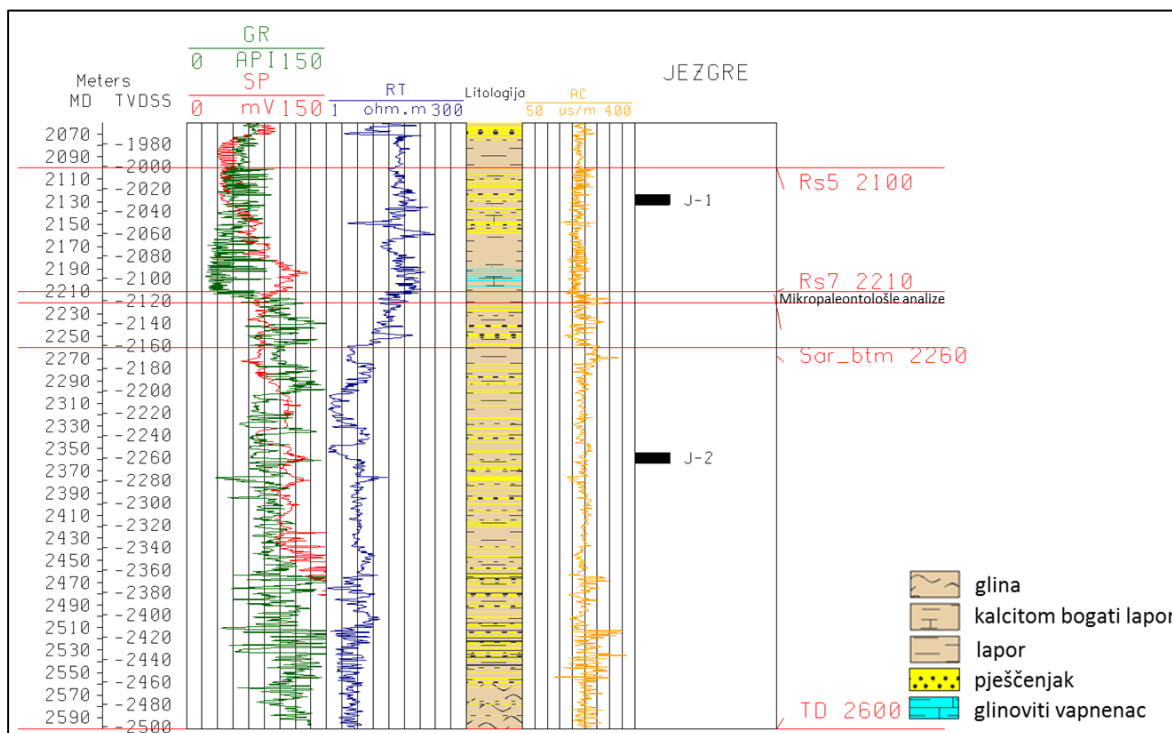 GR
0 API 150
Meters
SP
MD TVDSS
0 mV 150
RT
1 ohm.m 300
Litologija
AC
50 us/m 400
JEZGRE
2070
-1980
2090
-2000
2110
-2020
2130
-2040
2150
-2060
2170
-2080
2190
-2100
2210
-2120
2230
-2140
2250
-2160
2270
-2180
2290
-2200
2310
-2220
2330
-2240
2350
-2260
2370
-2280
2390
-2300
2410
-2320
2430
-2340
2450
-2360
2470
-2380
2490
-2400
2510
-2420
2530
-2440
2550
-2460
2570
-2480
2590
-2500
Rs5 2100
J-1
Rs7 2210
Mikropaleontološle analize
Sar_btm 2260
J-2
glina
kalcitom bogati lapor
lapor
pješčenjak
glinoviti vapnenac
TD 2600